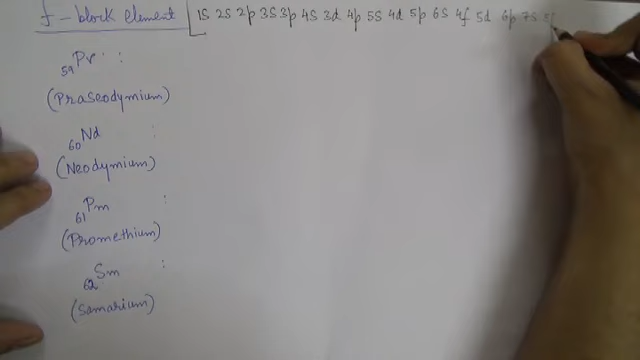 f-block element 1S 2S 2p 3S 3p 4S 3d 4p 5S 4d 5p 6S 4f 5d 6p 7S
59Pr :
(Praseodymium)
60Nd :
(Neodymium)
61Pm :
(Promethium)
62Sm :
(Samarium)